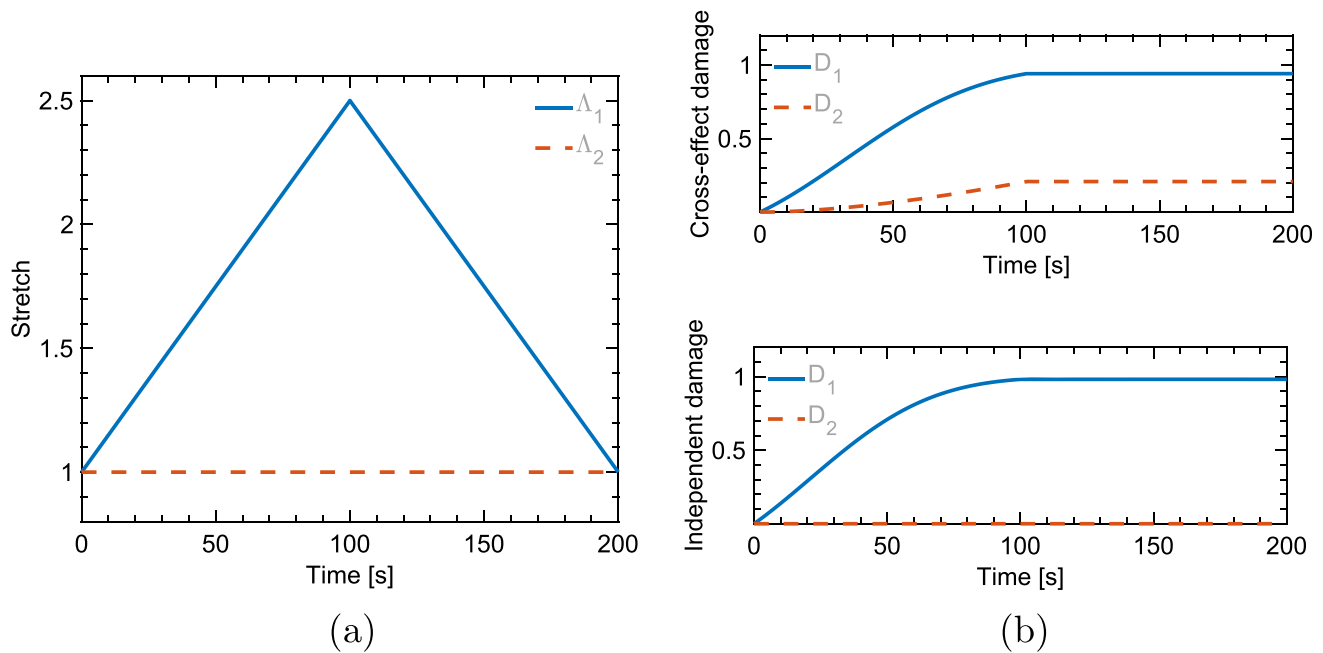 2.5
2
1.5
1
Stretch
Λ1
Λ2
0 50 100 150 200
Time [s]
(a)
Cross-effect damage
1
0.5
D1
D2
0 50 100 150 200
Time [s]
Independent damage
1
0.5
D1
D2
0 50 100 150 200
Time [s]
(b)